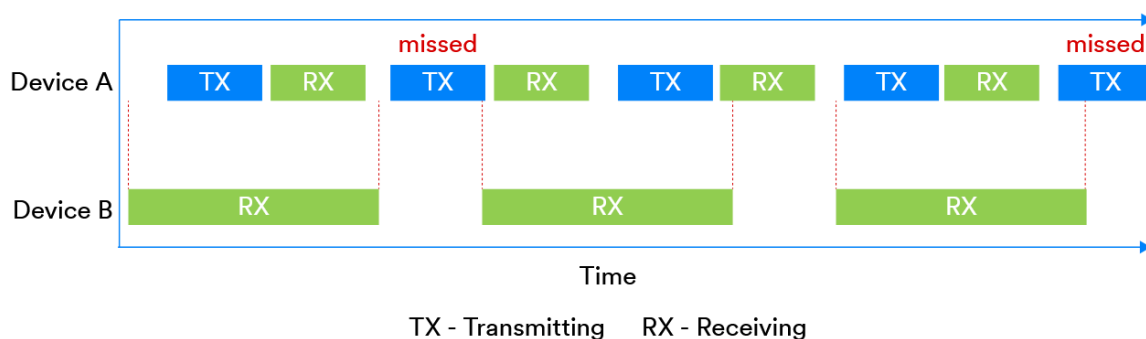 missed missed
Device A TX RX TX RX TX RX TX RX TX
Device B RX RX RX
Time
TX - Transmitting RX - Receiving